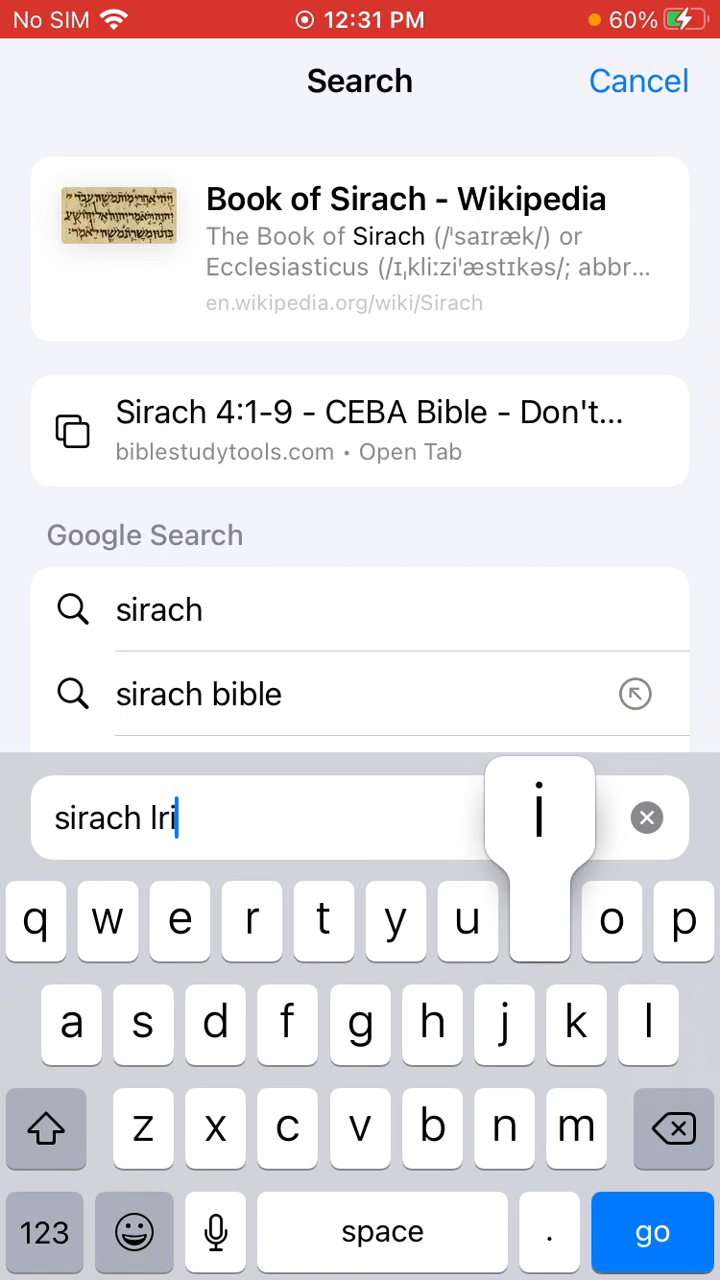 No SIM 12:31 PM 60%
Search Cancel
Book of Sirach - Wikipedia
The Book of Sirach (/ˈsaɪræk/) or
Ecclesiasticus (/ɪˌkliːziˈæstɪkəs/; abbr...
en.wikipedia.org/wiki/Sirach
Sirach 4:1-9 - CEBA Bible - Don't...
biblestudytools.com • Open Tab
Google Search
sirach
sirach bible
sirach lri
i
q w e r t y u o p
a s d f g h j k l
z x c v b n m
123 space . go